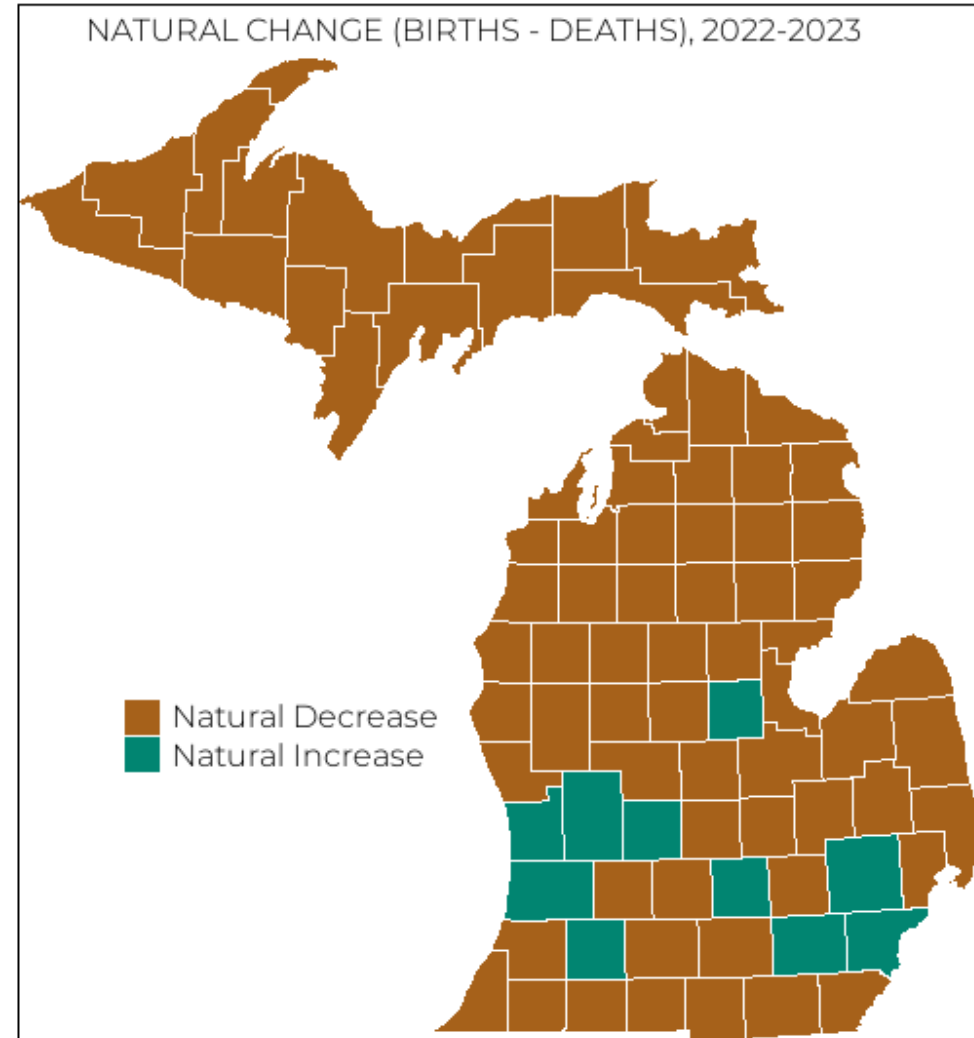 NATURAL CHANGE (BIRTHS - DEATHS), 2022-2023
Natural Decrease
Natural Increase